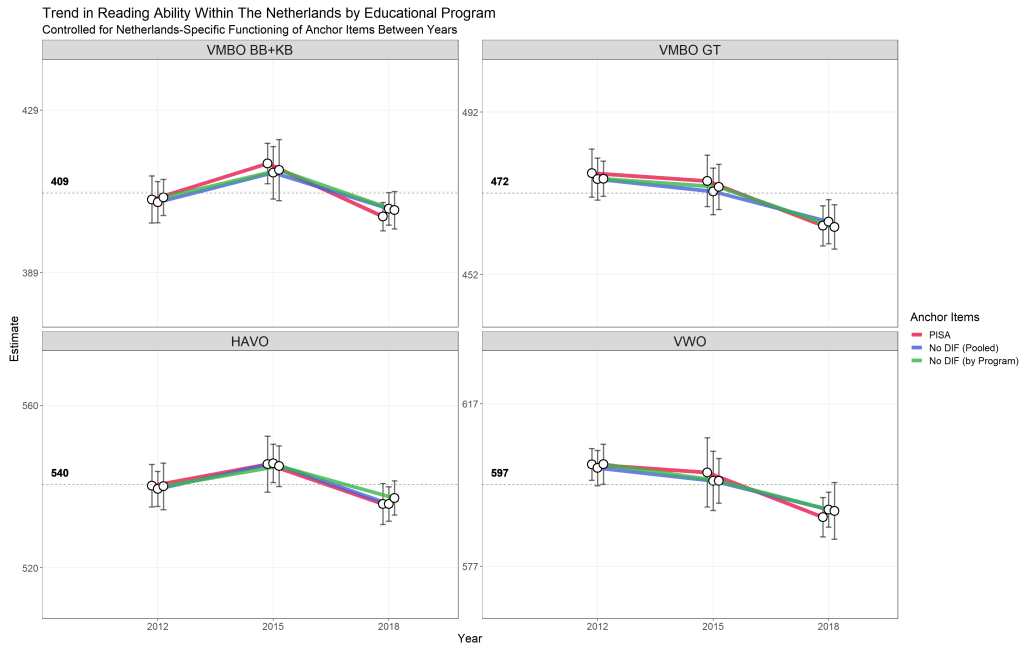 Trend in Reading Ability Within The Netherlands by Educational Program
Controlled for Netherlands-Specific Functioning of Anchor Items Between Years
VMBO BB+KB
VMBO GT
429
409
389
492
472
452
HAVO
VWO
560
540
520
617
597
577
2012
2015
2018
2012
2015
2018
Year
Estimate
Anchor Items
PISA
No DIF (Pooled)
No DIF (by Program)